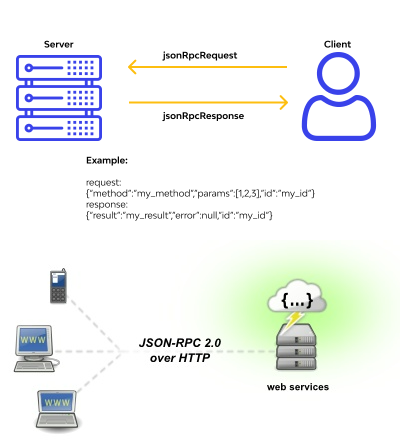 Server
Client
jsonRpcRequest
jsonRpcResponse
Example:
request:
{"method":"my_method","params":[1,2,3],"id":"my_id"}
response:
{"result":"my_result","error":null,"id":"my_id"}
{...}
WWW
JSON-RPC 2.0
over HTTP
web services
WWW